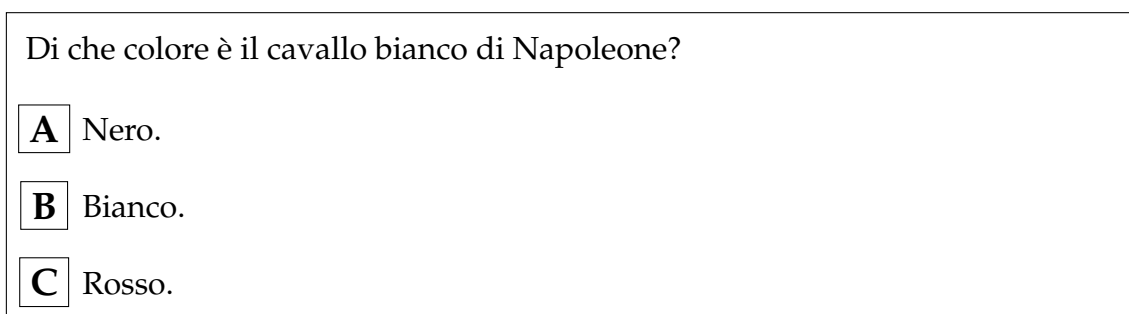 Di che colore è il cavallo bianco di Napoleone?
A Nero.
B Bianco.
C Rosso.